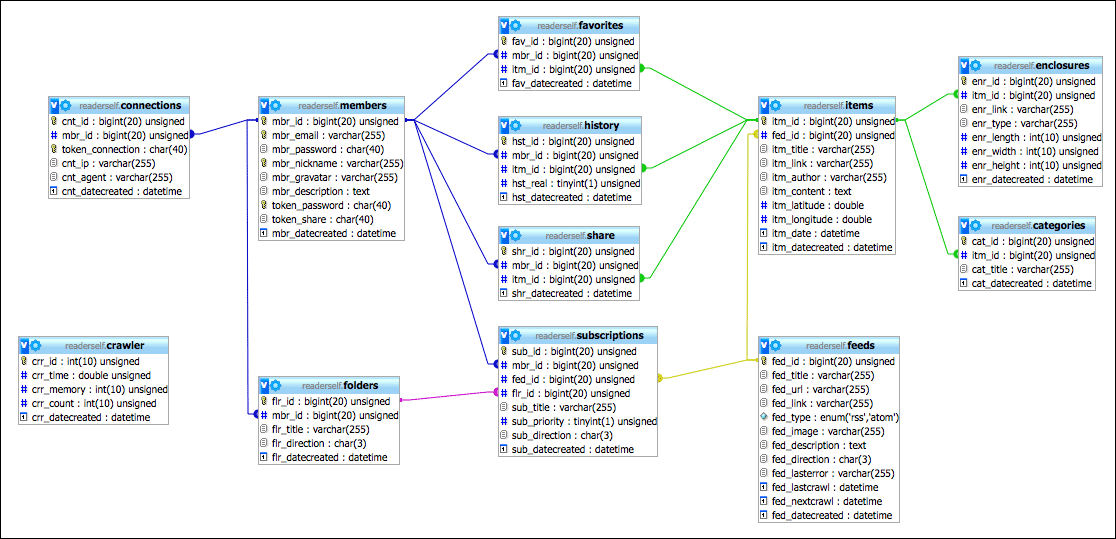 readerself.favorites
fav_id : bigint(20) unsigned
mbr_id : bigint(20) unsigned
itm_id : bigint(20) unsigned
fav_datecreated : datetime
readerself.connections
cnt_id : bigint(20) unsigned
mbr_id : bigint(20) unsigned
token_connection : char(40)
cnt_ip : varchar(255)
cnt_agent : varchar(255)
cnt_datecreated : datetime
readerself.members
mbr_id : bigint(20) unsigned
mbr_email : varchar(255)
mbr_password : char(40)
mbr_nickname : varchar(255)
mbr_gravatar : varchar(255)
mbr_description : text
token_password : char(40)
token_share : char(40)
mbr_datecreated : datetime
readerself.history
hst_id : bigint(20) unsigned
mbr_id : bigint(20) unsigned
itm_id : bigint(20) unsigned
hst_real : tinyint(1) unsigned
hst_datecreated : datetime
readerself.share
shr_id : bigint(20) unsigned
mbr_id : bigint(20) unsigned
itm_id : bigint(20) unsigned
shr_datecreated : datetime
readerself.items
itm_id : bigint(20) unsigned
fed_id : bigint(20) unsigned
itm_title : varchar(255)
itm_link : varchar(255)
itm_author : varchar(255)
itm_content : text
itm_latitude : double
itm_longitude : double
itm_date : datetime
itm_datecreated : datetime
readerself.enclosures
enr_id : bigint(20) unsigned
itm_id : bigint(20) unsigned
enr_link : varchar(255)
enr_type : varchar(255)
enr_length : int(10) unsigned
enr_width : int(10) unsigned
enr_height : int(10) unsigned
enr_datecreated : datetime
readerself.categories
cat_id : bigint(20) unsigned
itm_id : bigint(20) unsigned
cat_title : varchar(255)
cat_datecreated : datetime
readerself.crawler
crr_id : int(10) unsigned
crr_time : double unsigned
crr_memory : int(10) unsigned
crr_count : int(10) unsigned
crr_datecreated : datetime
readerself.folders
flr_id : bigint(20) unsigned
mbr_id : bigint(20) unsigned
flr_title : varchar(255)
flr_direction : char(3)
flr_datecreated : datetime
readerself.subscriptions
sub_id : bigint(20) unsigned
mbr_id : bigint(20) unsigned
fed_id : bigint(20) unsigned
flr_id : bigint(20) unsigned
sub_title : varchar(255)
sub_priority : tinyint(1) unsigned
sub_direction : char(3)
sub_datecreated : datetime
readerself.feeds
fed_id : bigint(20) unsigned
fed_title : varchar(255)
fed_url : varchar(255)
fed_link : varchar(255)
fed_type : enum('rss','atom')
fed_image : varchar(255)
fed_description : text
fed_direction : char(3)
fed_lasterror : varchar(255)
fed_lastcrawl : datetime
fed_nextcrawl : datetime
fed_datecreated : datetime